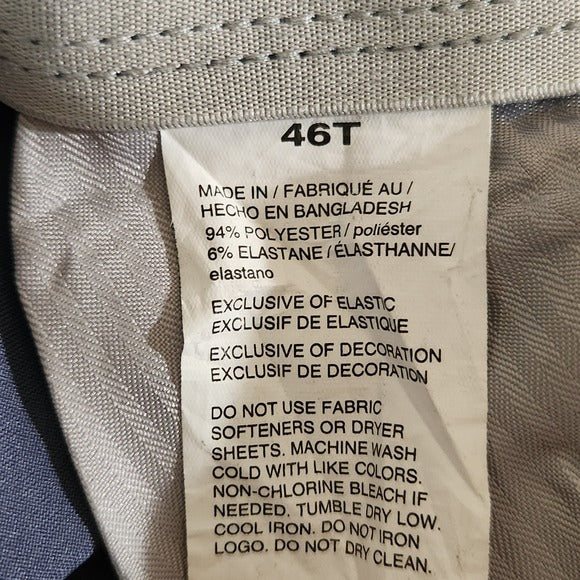 46T
MADE IN / FABRIQUÉ AU /
HECHO EN BANGLADESH
94% POLYESTER / poliéster
6% ELASTANE / ÉLASTHANNE/
elastano
EXCLUSIVE OF ELASTIC
EXCLUSIF DE ELASTIQUE
EXCLUSIVE OF DECORATION
EXCLUSIF DE DECORATION
DO NOT USE FABRIC
SOFTENERS OR DRYER
SHEETS. MACHINE WASH
COLD WITH LIKE COLORS.
NON-CHLORINE BLEACH IF
NEEDED. TUMBLE DRY LOW.
COOL IRON. DO NOT IRON
LOGO. DO NOT DRY CLEAN.